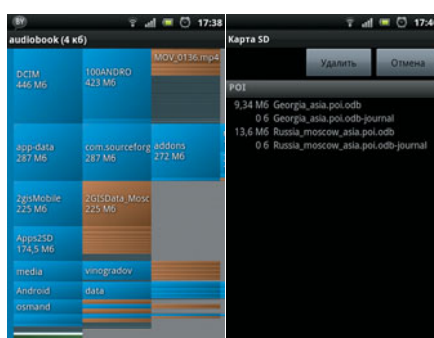 BY 17:38
audiobook (4 кб)
MOV_0136.mp4
DCIM
446 Мб
100ANDRO
423 Мб
app-data
287 Мб
com.sourceforg
287 Мб
addons
272 Мб
2gisMobile
225 Мб
2GISData_Mosc
225 Мб
Apps2SD
174,5 Мб
media
vinogradov
Android
data
osmand
17:4
Карта SD
Удалить
Отмена
POI
9,34 Мб Georgia_asia.poi.odb
0 б Georgia_asia.poi.odb-journal
13,6 Мб Russia_moscow_asia.poi.odb
0 б Russia_moscow_asia.poi.odb-journal